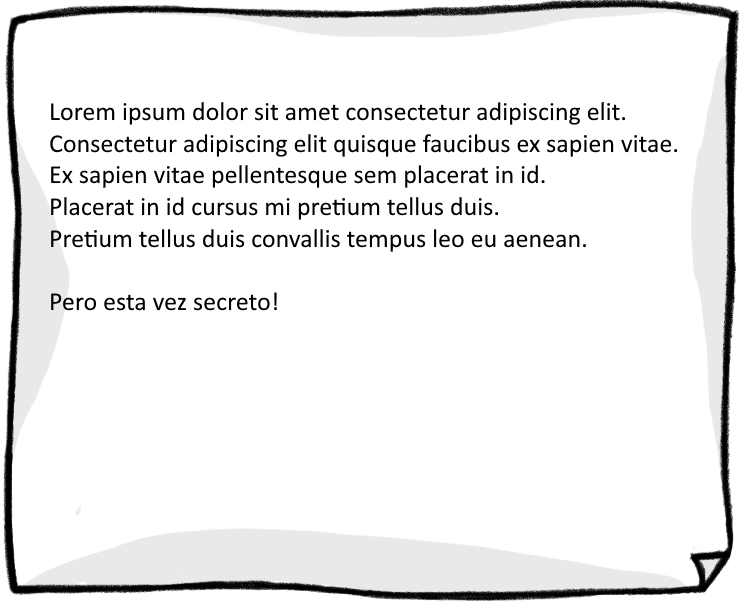 Lorem ipsum dolor sit amet consectetur adipiscing elit.
Consectetur adipiscing elit quisque faucibus ex sapien vitae.
Ex sapien vitae pellentesque sem placerat in id.
Placerat in id cursus mi pretium tellus duis.
Pretium tellus duis convallis tempus leo eu aenean.
Pero esta vez secreto!